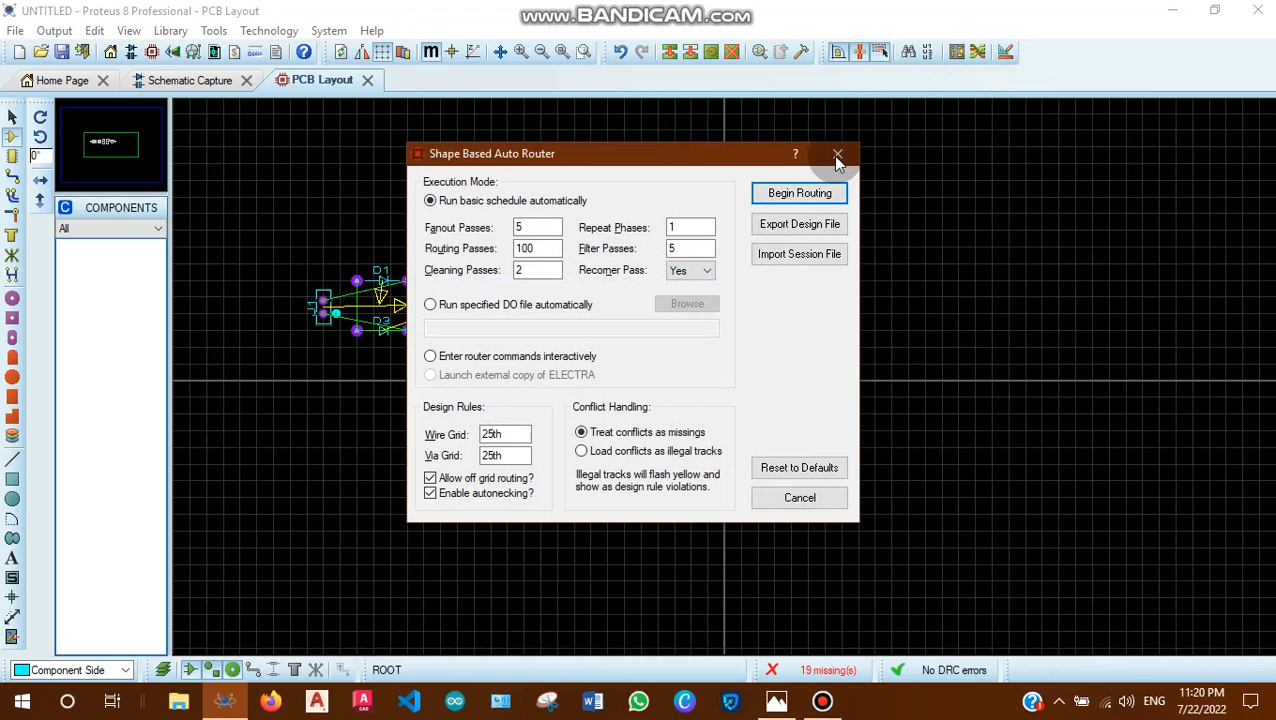 UNTITLED - Proteus 8 Professional - PCB Layout
www.BANDICAM.com
File Output Edit View Library Tools Technology System Help
Home Page Schematic Capture PCB Layout
0°
C COMPONENTS
All
D1
J1
D3
Shape Based Auto Router
?
Execution Mode:
Run basic schedule automatically
Begin Routing
Fanout Passes: 5 Repeat Phases: 1
Export Design File
Routing Passes: 100 Filter Passes: 5
Import Session File
Cleaning Passes: 2 Recorner Pass: Yes
Run specified DO file automatically Browse
Enter router commands interactively
Launch external copy of ELECTRA
Design Rules: Conflict Handling:
Wire Grid: 25th Treat conflicts as missings
Via Grid: 25th Load conflicts as illegal tracks
Allow off grid routing? Illegal tracks will flash yellow and
Enable autonecking? show as design rule violations.
Reset to Defaults
Cancel
Component Side ROOT 19 missing(s) No DRC errors
ENG
11:20 PM
7/22/2022